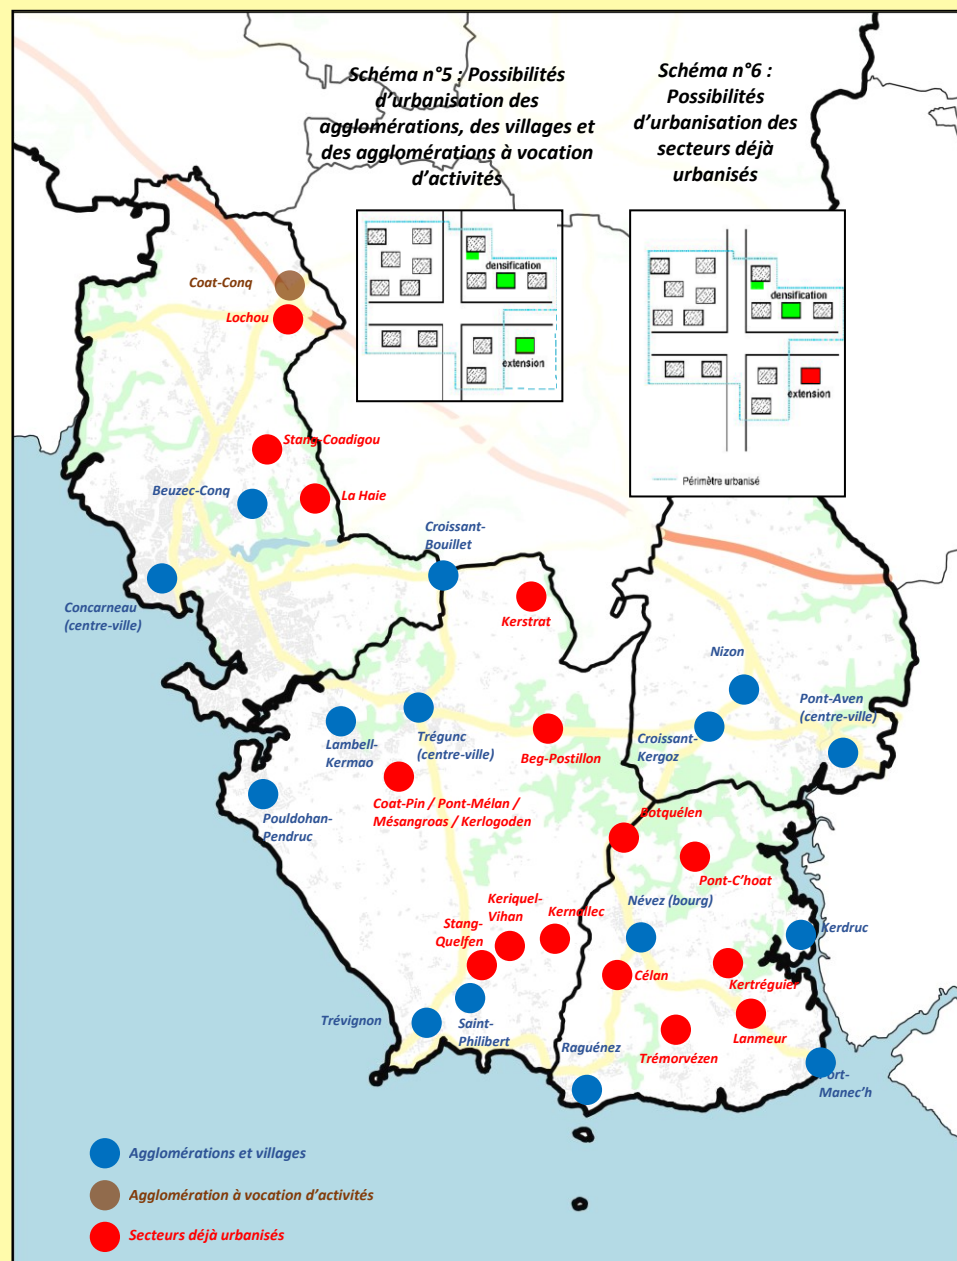 Schéma n°5 : Possibilités
d'urbanisation des
agglomérations, des villages et
des agglomérations à vocation
d'activités
Schéma n°6 :
Possibilités
d'urbanisation des
secteurs déjà
urbanisés
densification
extension
densification
extension
Périmètre urbanisé
Coat-Conq
Lochou
Stang-Coadigou
Beuzec-Conq
La Haie
Croissant-
Bouillet
Concarneau
(centre-ville)
Kerstrat
Nizon
Pont-Aven
(centre-ville)
Lambell-
Kermao
Trégunc
(centre-ville)
Beg-Postillon
Croissant-
Kergoz
Coat-Pin / Pont-Mélan /
Mésangroas / Kerlogoden
Pouldohan-
Pendruc
Botquélen
Pont-C'hoat
Keriquel-
Vihan
Kernallec
Névez (bourg)
Stang-
Quelfen
Kerdruc
Célan
Kertréguier
Trévignon
Saint-
Philibert
Lanmeur
Raguénez
Trémorvézen
Port-
Manec'h
Agglomérations et villages
Agglomération à vocation d'activités
Secteurs déjà urbanisés